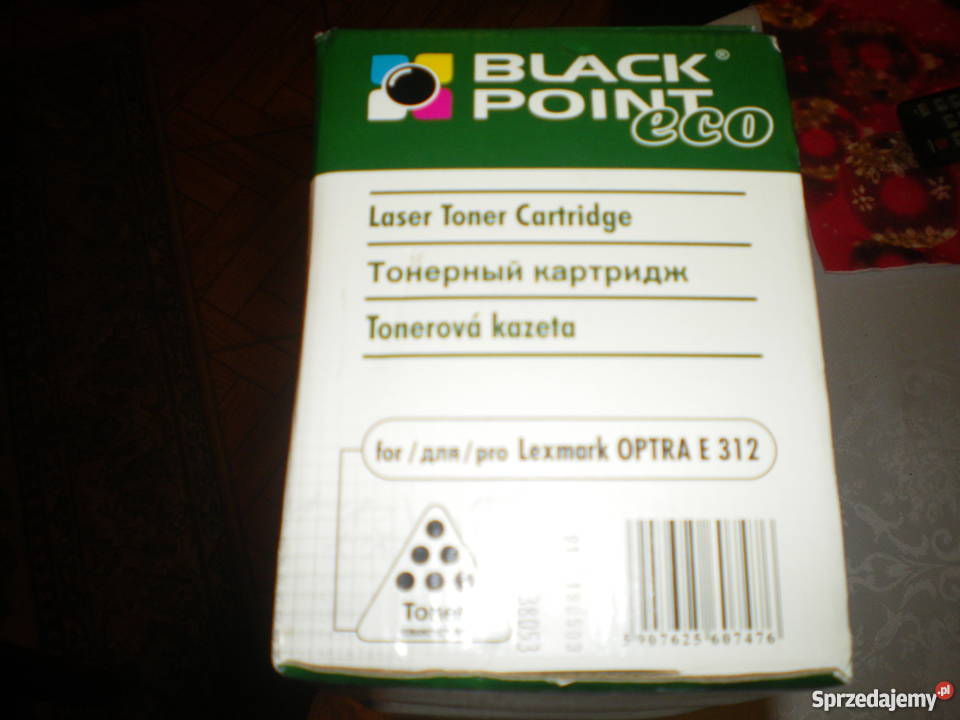 BLACK®
POINT
eco
Laser Toner Cartridge
Тонерный картридж
Tonerová kazeta
for / для / pro Lexmark OPTRA E 312
Toner
5 907625 607476
Sprzedajemy.pl